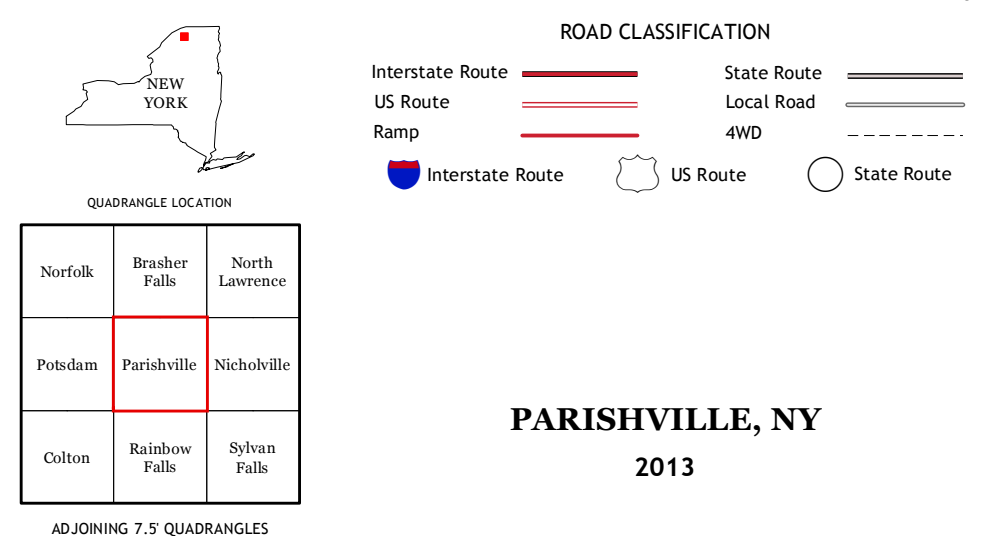 NEW
YORK
QUADRANGLE LOCATION
ROAD CLASSIFICATION
Interstate Route
State Route
US Route
Local Road
Ramp
4WD
Interstate Route
US Route
State Route
Norfolk
Brasher
Falls
North
Lawrence
Potsdam
Parishville
Nicholville
Colton
Rainbow
Falls
Sylvan
Falls
ADJOINING 7.5' QUADRANGLES
PARISHVILLE, NY
2013